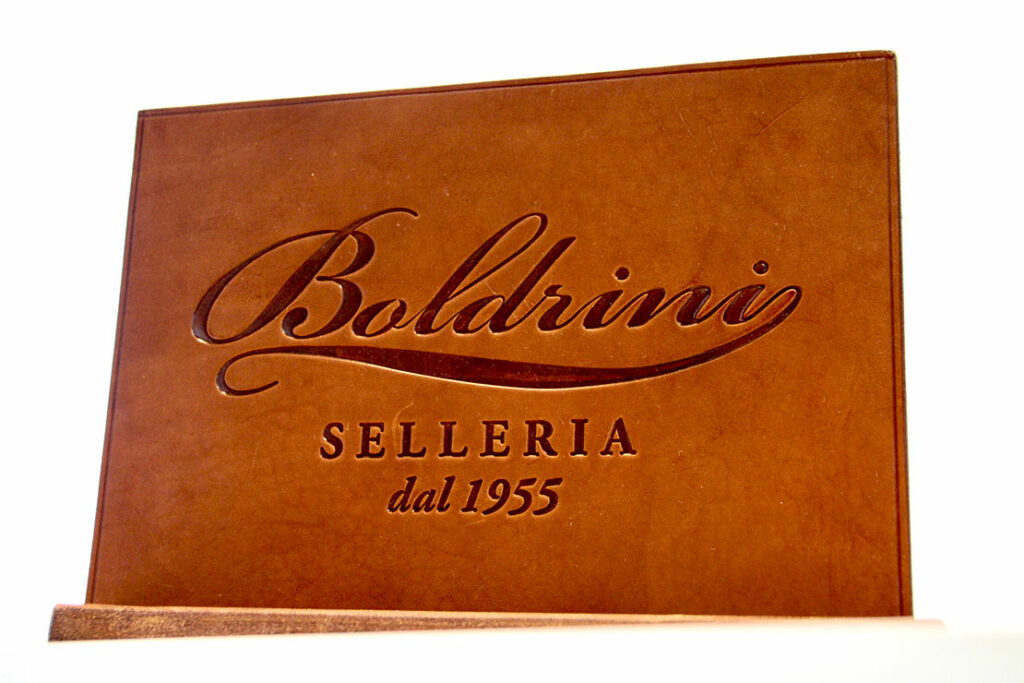 Boldrini
SELLERIA
dal 1955